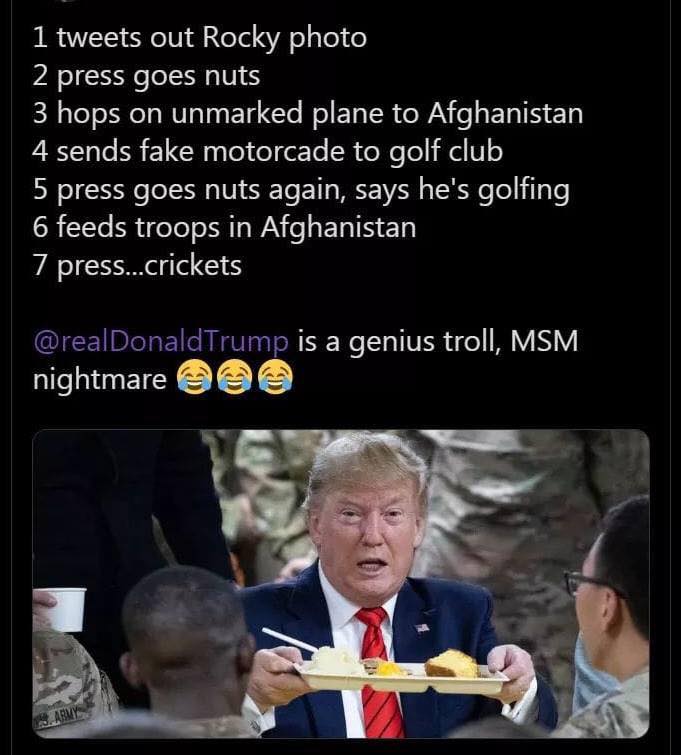 1 tweets out Rocky photo
2 press goes nuts
3 hops on unmarked plane to Afghanistan
4 sends fake motorcade to golf club
5 press goes nuts again, says he's golfing
6 feeds troops in Afghanistan
7 press...crickets
@realDonaldTrump is a genius troll, MSM
nightmare 😂😂😂
U.S. ARMY